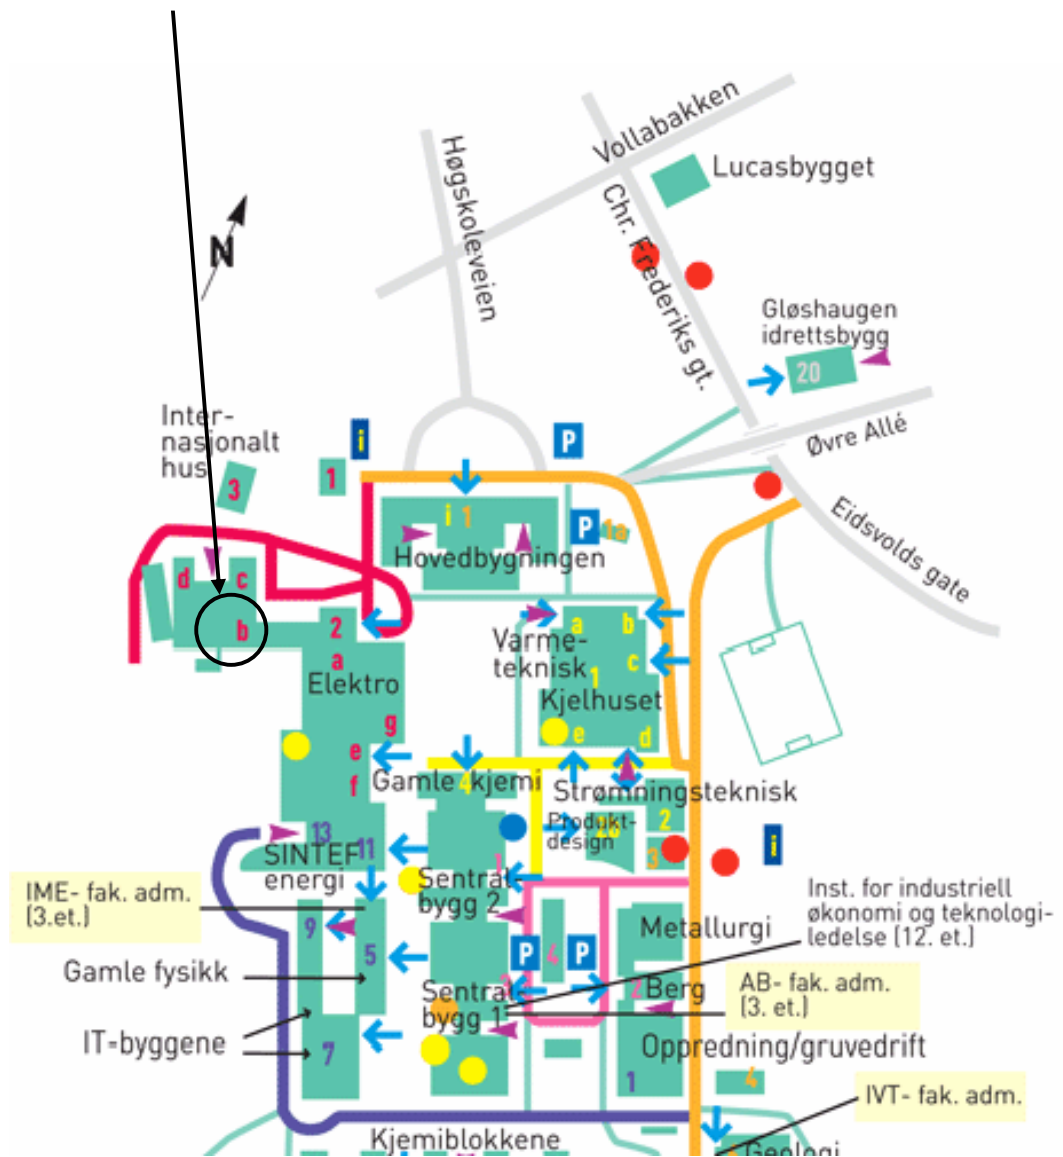 Vollabakken
Lucasbygget
Høgskoleveien
Chr. Frederiks gt.
N
Gløshaugen
idrettsbygg
20
Øvre Allé
Inter-
nasjonalt
hus
i
P
3
1
i 1
P
1a
Hovedbygningen
Eidsvolds gate
d
c
b
2
a
Elektro
g
e
f
a
b
Varme-
teknisk
c
1
Kjelhuset
e
d
Gamle kjemi
4
Strømningsteknisk
Produkt-
design
2b
2
3
i
13
11
SINTEF
energi
1
Sentral-
bygg 2
IME- fak. adm.
(3.et.)
Inst. for industriell
økonomi og teknologi-
ledelse (12. et.)
9
5
P
4
P
Metallurgi
Gamle fysikk
3
Sentral-
bygg 1
2
Berg
AB- fak. adm.
(3. et.)
IT-byggene
7
Oppredning/gruvedrift
1
4
IVT- fak. adm.
Kjemiblokkene
Geologi